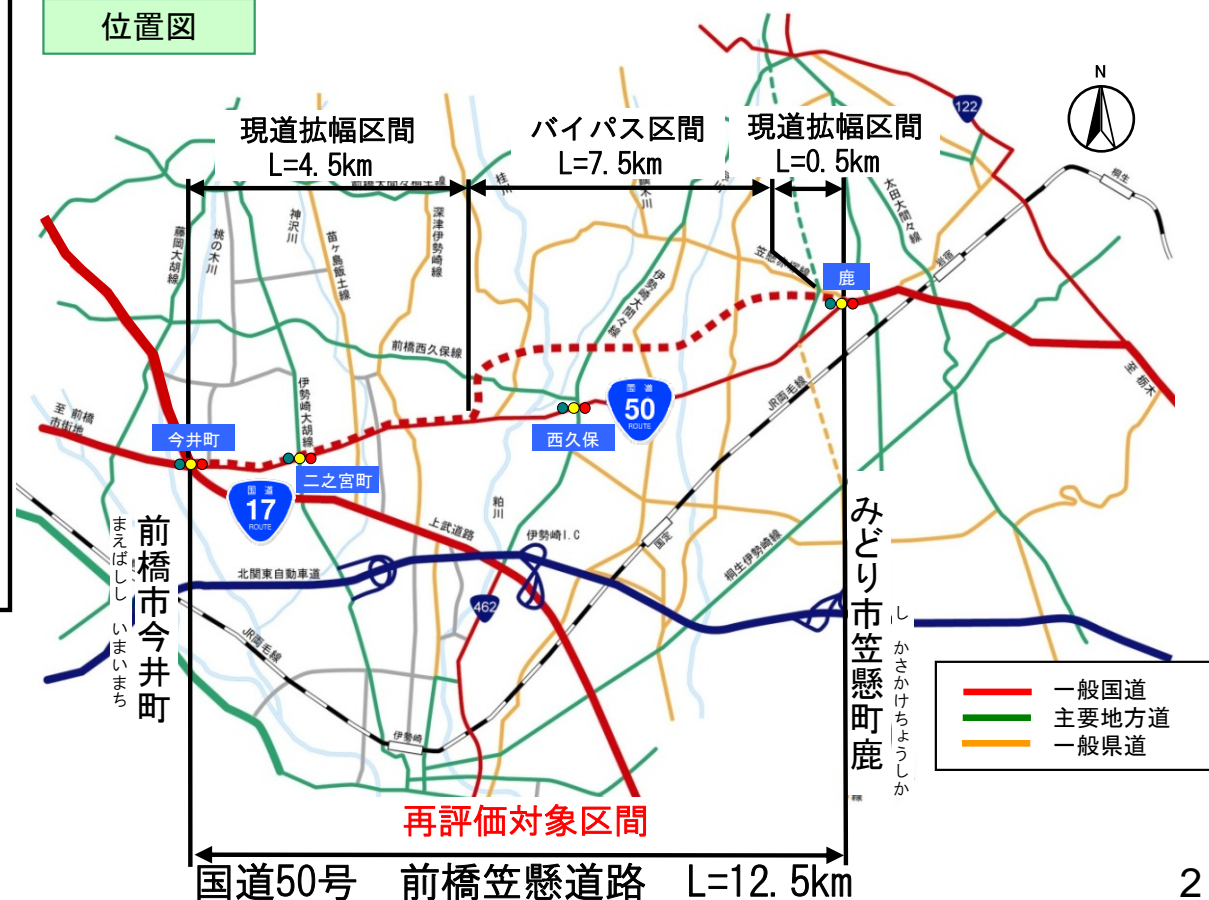 位置図
N
122
現道拡幅区間
L=4.5km
バイパス区間
L=7.5km
現道拡幅区間
L=0.5km
桐生
桂川
藤岡大胡線
桃の木川
神沢川
苗ヶ島飯土線
深津伊勢崎線
太田大間々線
岩宿
鹿
伊勢崎大間々線
前橋西久保線
国道
50
ROUTE
JR両毛線
至 栃木
至 前橋
市街地
伊勢崎大胡線
今井町
二之宮町
西久保
国道
17
ROUTE
粕川
上武道路
伊勢崎I.C
国定
桐生伊勢崎線
北関東自動車道
462
JR両毛線
伊勢崎
前橋市今井町
まえばしし いまいまち
みどり市笠懸町鹿
し かさかけちょうしか
一般国道
主要地方道
一般県道
再評価対象区間
国道50号 前橋笠懸道路 L=12.5km
2